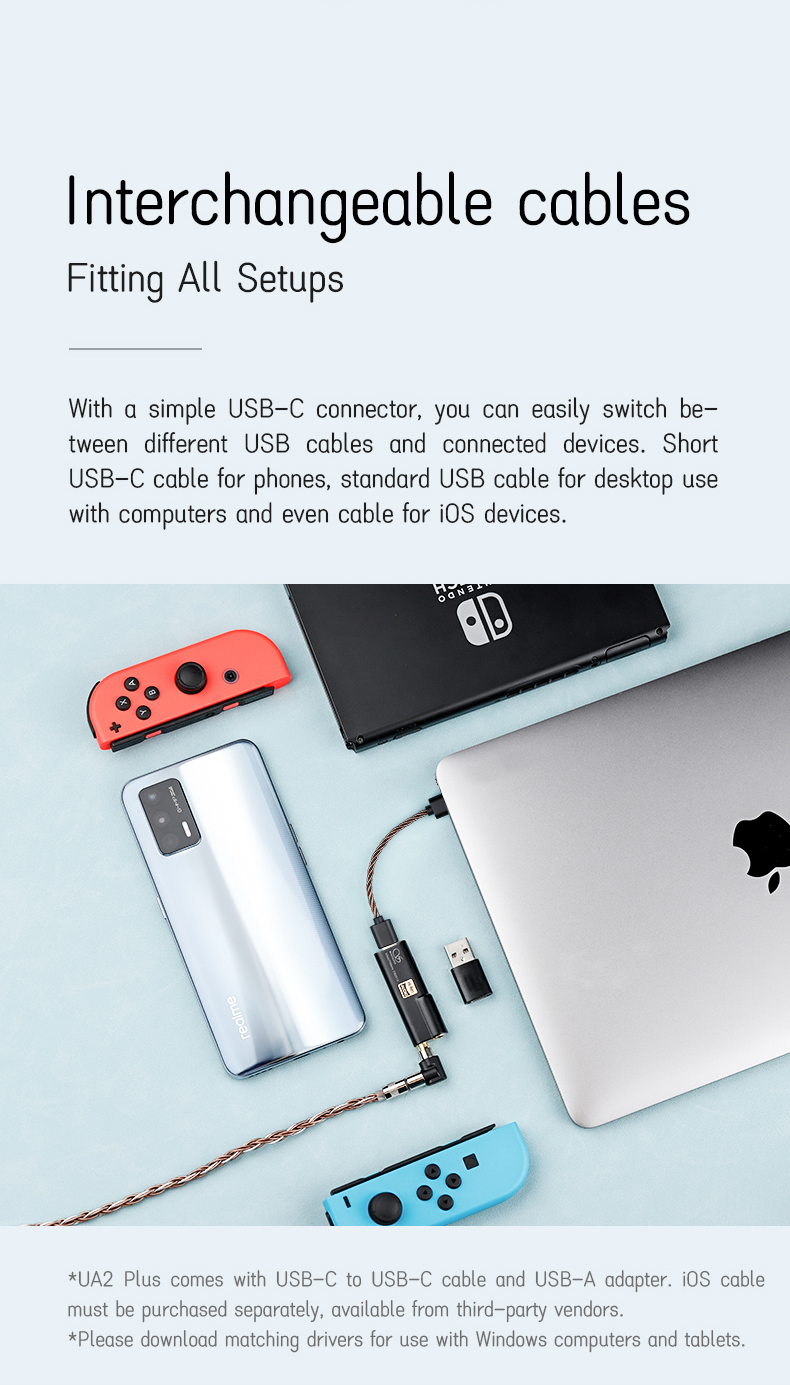 Interchangeable cables
Fitting All Setups
With a simple USB-C connector, you can easily switch be-
tween different USB cables and connected devices. Short
USB-C cable for phones, standard USB cable for desktop use
with computers and even cable for iOS devices.
NINTENDO
A
B
X
Y
realme
*UA2 Plus comes with USB-C to USB-C cable and USB-A adapter. iOS cable
must be purchased separately, available from third-party vendors.
*Please download matching drivers for use with Windows computers and tablets.